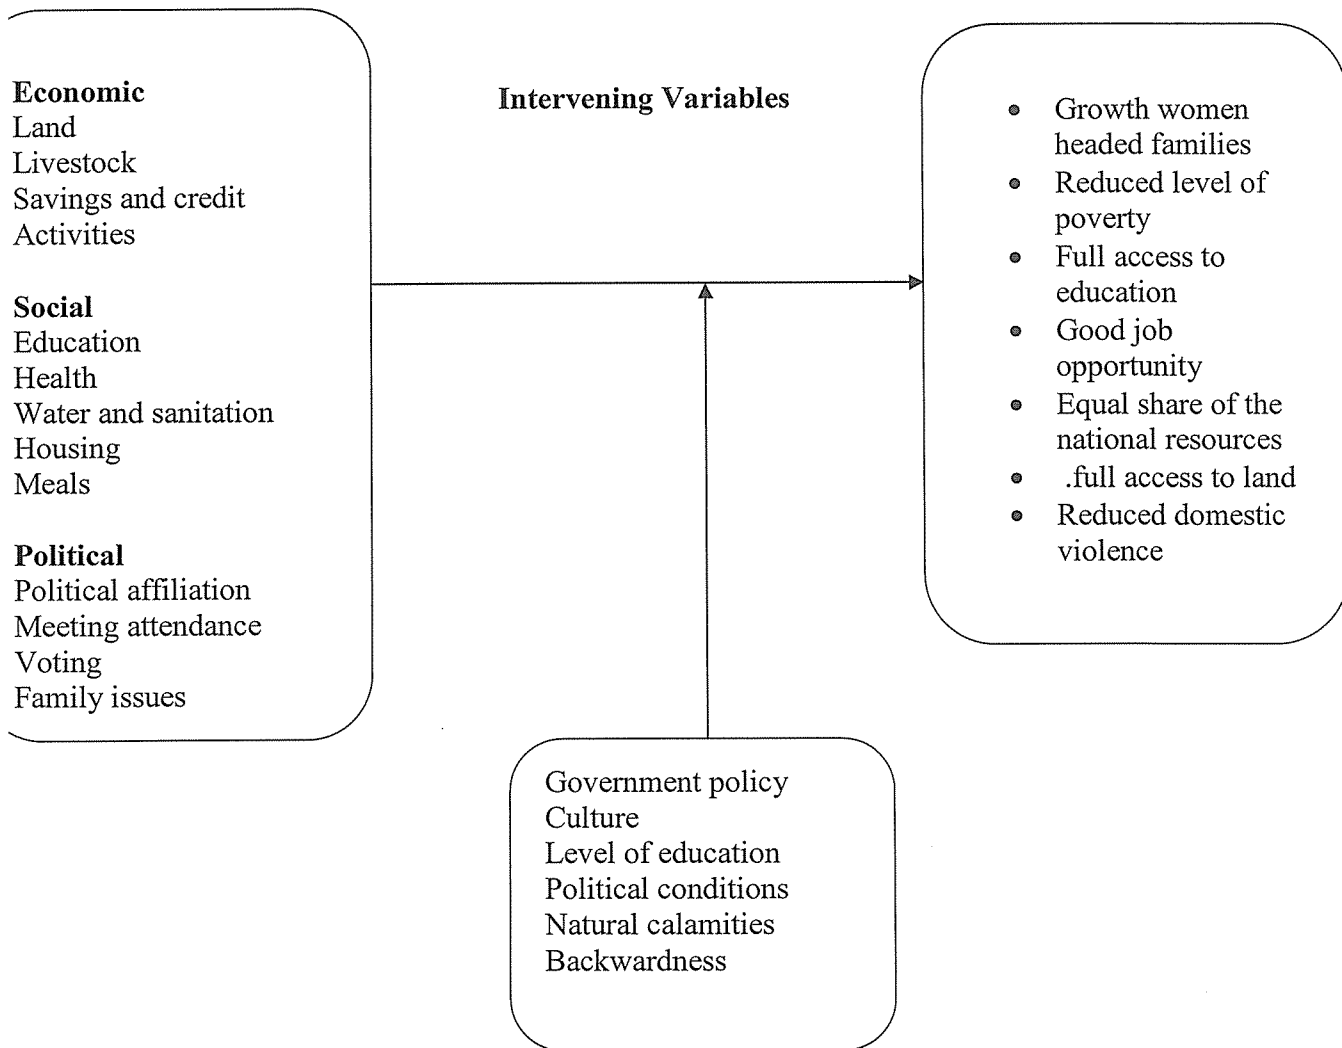 Economic
Land
Livestock
Savings and credit
Activities
Social
Education
Health
Water and sanitation
Housing
Meals
Political
Political affiliation
Meeting attendance
Voting
Family issues
Intervening Variables
Government policy
Culture
Level of education
Political conditions
Natural calamities
Backwardness
• Growth women
headed families
• Reduced level of
poverty
• Full access to
education
• Good job
opportunity
• Equal share of the
national resources
• .full access to land
• Reduced domestic
violence